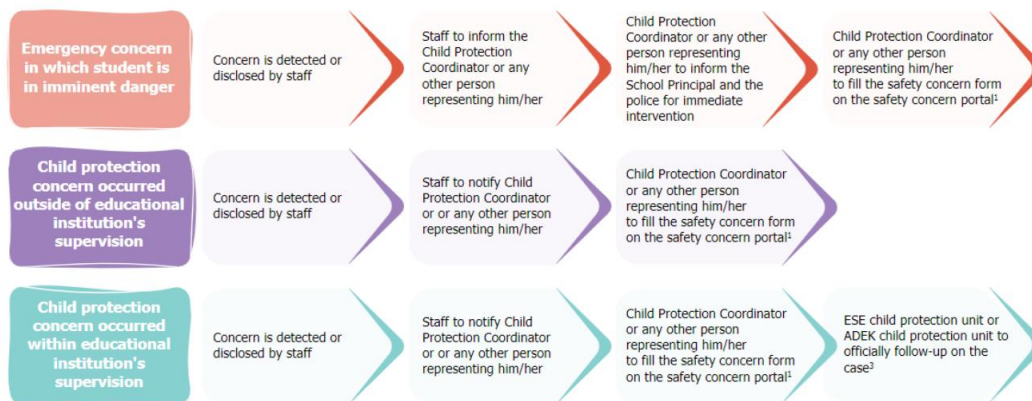 Emergency concern
in which student is
in imminent danger
Concern is detected or
disclosed by staff
Staff to inform the
Child Protection
Coordinator or any
other person
representing him/her
Child Protection
Coordinator or any other
person representing
him/her to inform the
School Principal and the
police for immediate
intervention
Child Protection Coordinator
or any other person
representing him/her
to fill the safety concern form
on the safety concern portal¹
Child protection
concern occurred
outside of educational
institution's
supervision
Concern is detected or
disclosed by staff
Staff to notify Child
Protection Coordinator
or or any other person
representing him/her
Child Protection Coordinator
or any other person
representing him/her
to fill the safety concern form
on the safety concern portal¹
Child protection
concern occurred
within educational
institution's
supervision
Concern is detected or
disclosed by staff
Staff to notify Child
Protection Coordinator
or or any other person
representing him/her
Child Protection Coordinator
or any other person
representing him/her
to fill the safety concern form
on the safety concern portal¹
ESE child protection unit or
ADEK child protection unit to
officially follow-up on the
case³